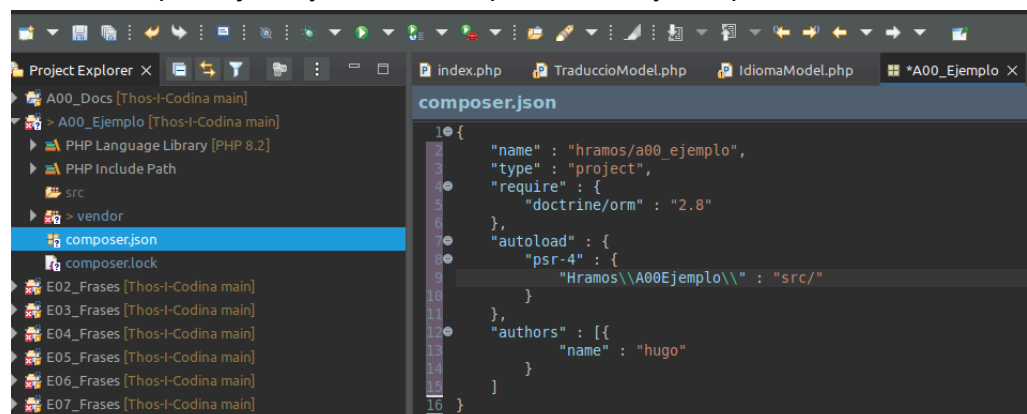 Project Explorer
index.php
TraduccioModel.php
IdiomaModel.php
*A00_Ejemplo
A00_Docs [Thos-I-Codina main]
> A00_Ejemplo [Thos-I-Codina main]
PHP Language Library [PHP 8.2]
PHP Include Path
src
> vendor
composer.json
composer.lock
E02_Frases [Thos-I-Codina main]
E03_Frases [Thos-I-Codina main]
E04_Frases [Thos-I-Codina main]
E05_Frases [Thos-I-Codina main]
E06_Frases [Thos-I-Codina main]
E07_Frases [Thos-I-Codina main]
composer.json
1 {
2 "name" : "hramos/a00_ejemplo",
3 "type" : "project",
4 "require" : {
5 "doctrine/orm" : "2.8"
6 },
7 "autoload" : {
8 "psr-4" : {
9 "Hramos\\A00Ejemplo\\" : "src/"
10 }
11 },
12 "authors" : [{
13 "name" : "hugo"
14 }
15 ]
16 }